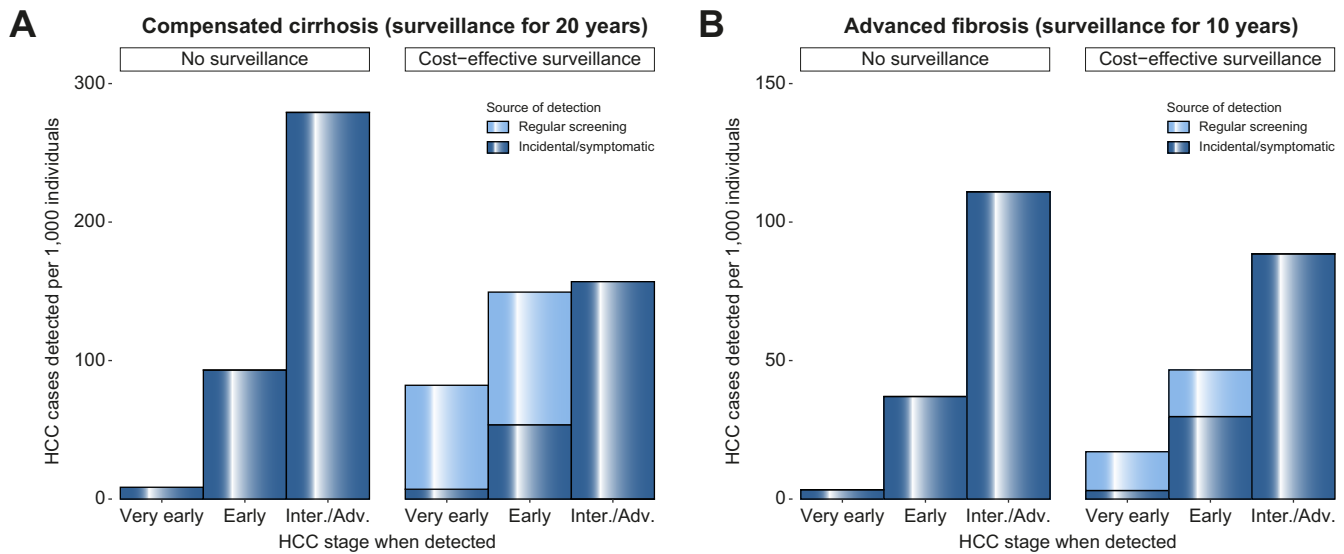 A
Compensated cirrhosis (surveillance for 20 years)
No surveillance
Cost−effective surveillance
HCC cases detected per 1,000 individuals
300
200
100
0
Source of detection
Regular screening
Incidental/symptomatic
Very early
Early
Inter./Adv.
Very early
Early
Inter./Adv.
HCC stage when detected
B
Advanced fibrosis (surveillance for 10 years)
No surveillance
Cost−effective surveillance
HCC cases detected per 1,000 individuals
150
100
50
0
Source of detection
Regular screening
Incidental/symptomatic
Very early
Early
Inter./Adv.
Very early
Early
Inter./Adv.
HCC stage when detected